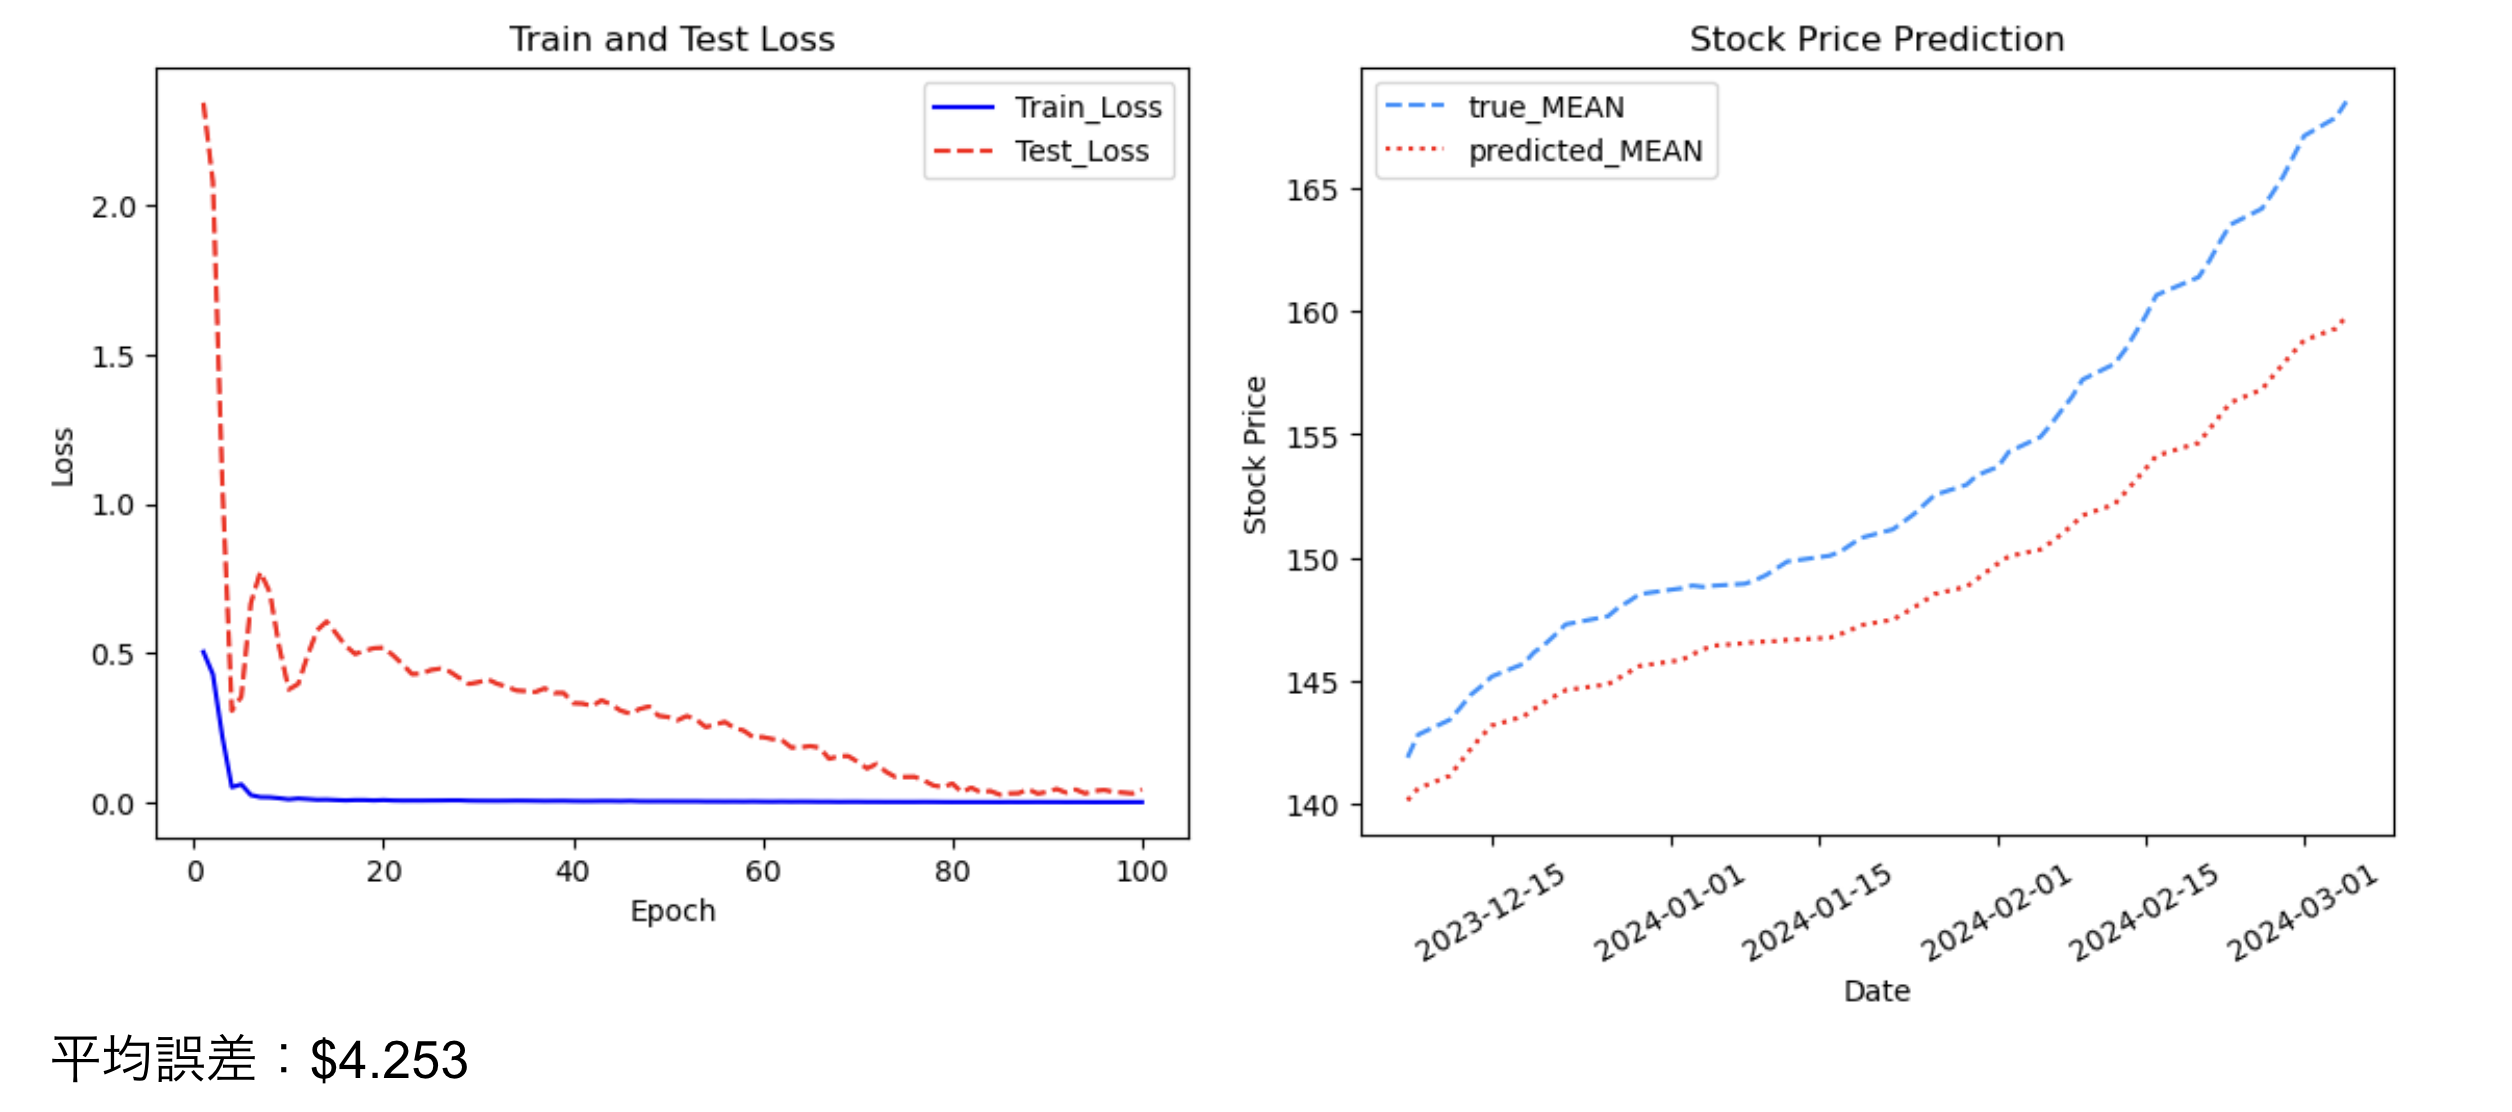 Train and Test Loss
Train_Loss
Test_Loss
2.0
1.5
1.0
0.5
0.0
Loss
0 20 40 60 80 100
Epoch
Stock Price Prediction
true_MEAN
predicted_MEAN
165
160
155
150
145
140
Stock Price
2023-12-15 2024-01-01 2024-01-15 2024-02-01 2024-02-15 2024-03-01
Date
平均誤差：$4.253